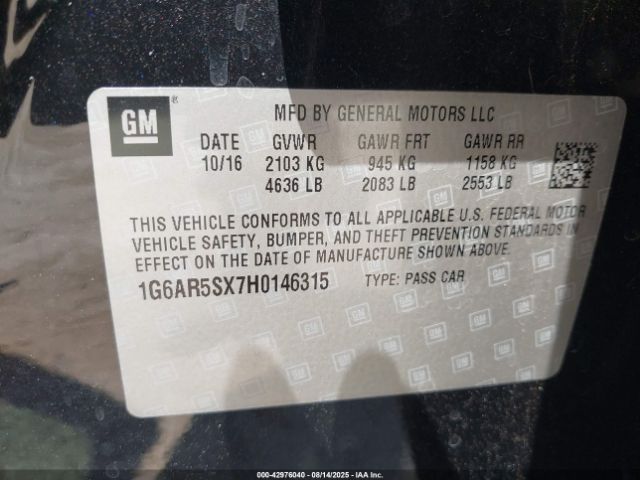 GM®
MFD BY GENERAL MOTORS LLC
DATE GVWR GAWR FRT GAWR RR
10/16 2103 KG 945 KG 1158 KG
4636 LB 2083 LB 2553 LB
THIS VEHICLE CONFORMS TO ALL APPLICABLE U.S. FEDERAL MOTOR
VEHICLE SAFETY, BUMPER, AND THEFT PREVENTION STANDARDS IN
EFFECT ON THE DATE OF MANUFACTURE SHOWN ABOVE.
1G6AR5SX7H0146315 TYPE: PASS CAR
000-42976040 - 08/14/2025 - IAA Inc.